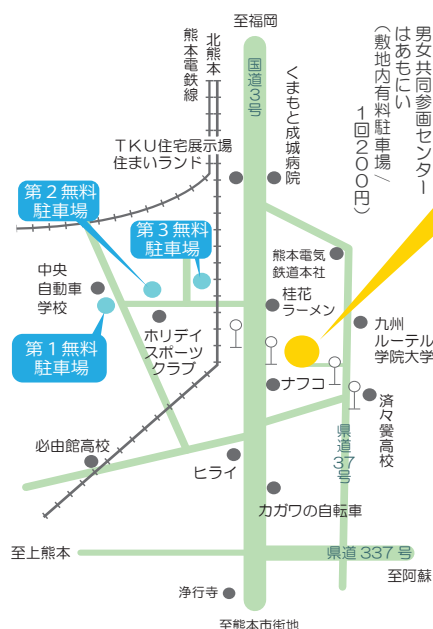 至福岡
男女共同参画センター
はあもにい
（敷地内有料駐車場／
１回２００円）
北熊本
熊本電鉄線
国道3号
くまもと成城病院
ＴＫＵ住宅展示場
住まいランド
第２無料
駐車場
第３無料
駐車場
熊本電気
鉄道本社
中央
自動車
学校
桂花
ラーメン
九州
ルーテル
学院大学
ホリデイ
スポーツ
クラブ
第１無料
駐車場
ナフコ
済々黌高校
県道37号
必由館高校
ヒライ
カガワの自転車
至上熊本
県道 337 号
至阿蘇
浄行寺
至熊本市街地